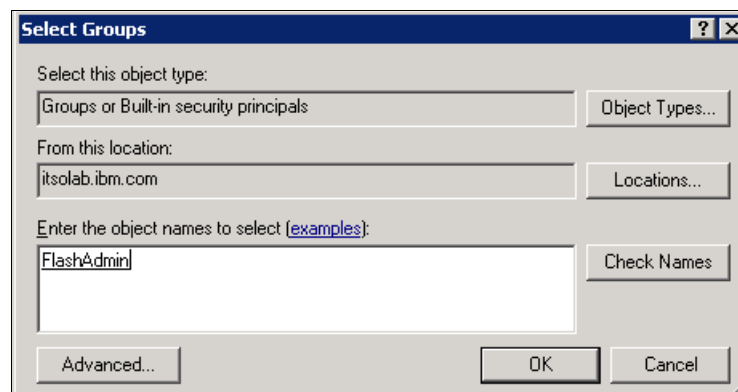 Select Groups
Select this object type:
Groups or Built-in security principals
Object Types...
From this location:
itsolab.ibm.com
Locations...
Enter the object names to select (examples):
FlashAdmin
Check Names
Advanced...
OK
Cancel